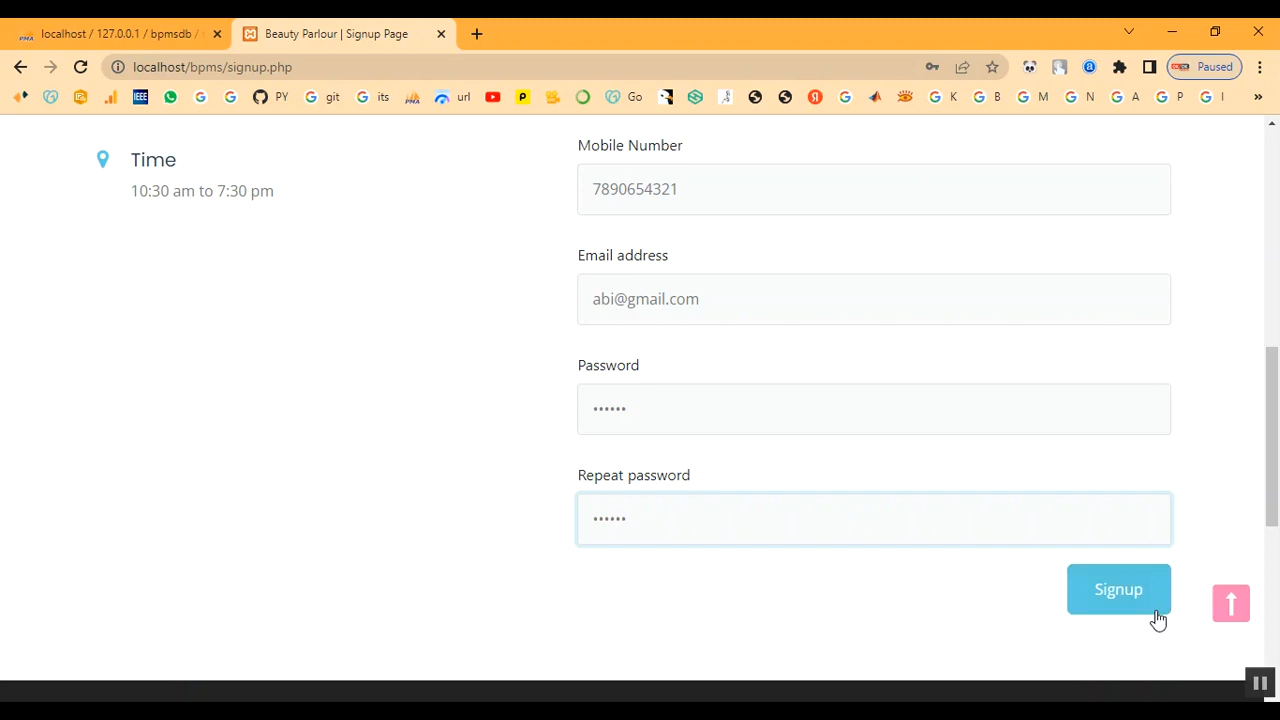 localhost / 127.0.0.1 / bpmsdb /
Beauty Parlour | Signup Page
localhost/bpms/signup.php
Paused
IEEE
PY
git
its
url
Go
K
B
M
N
A
P
I
»
Time
10:30 am to 7:30 pm
Mobile Number
7890654321
Email address
abi@gmail.com
Password
••••••
Repeat password
••••••
Signup